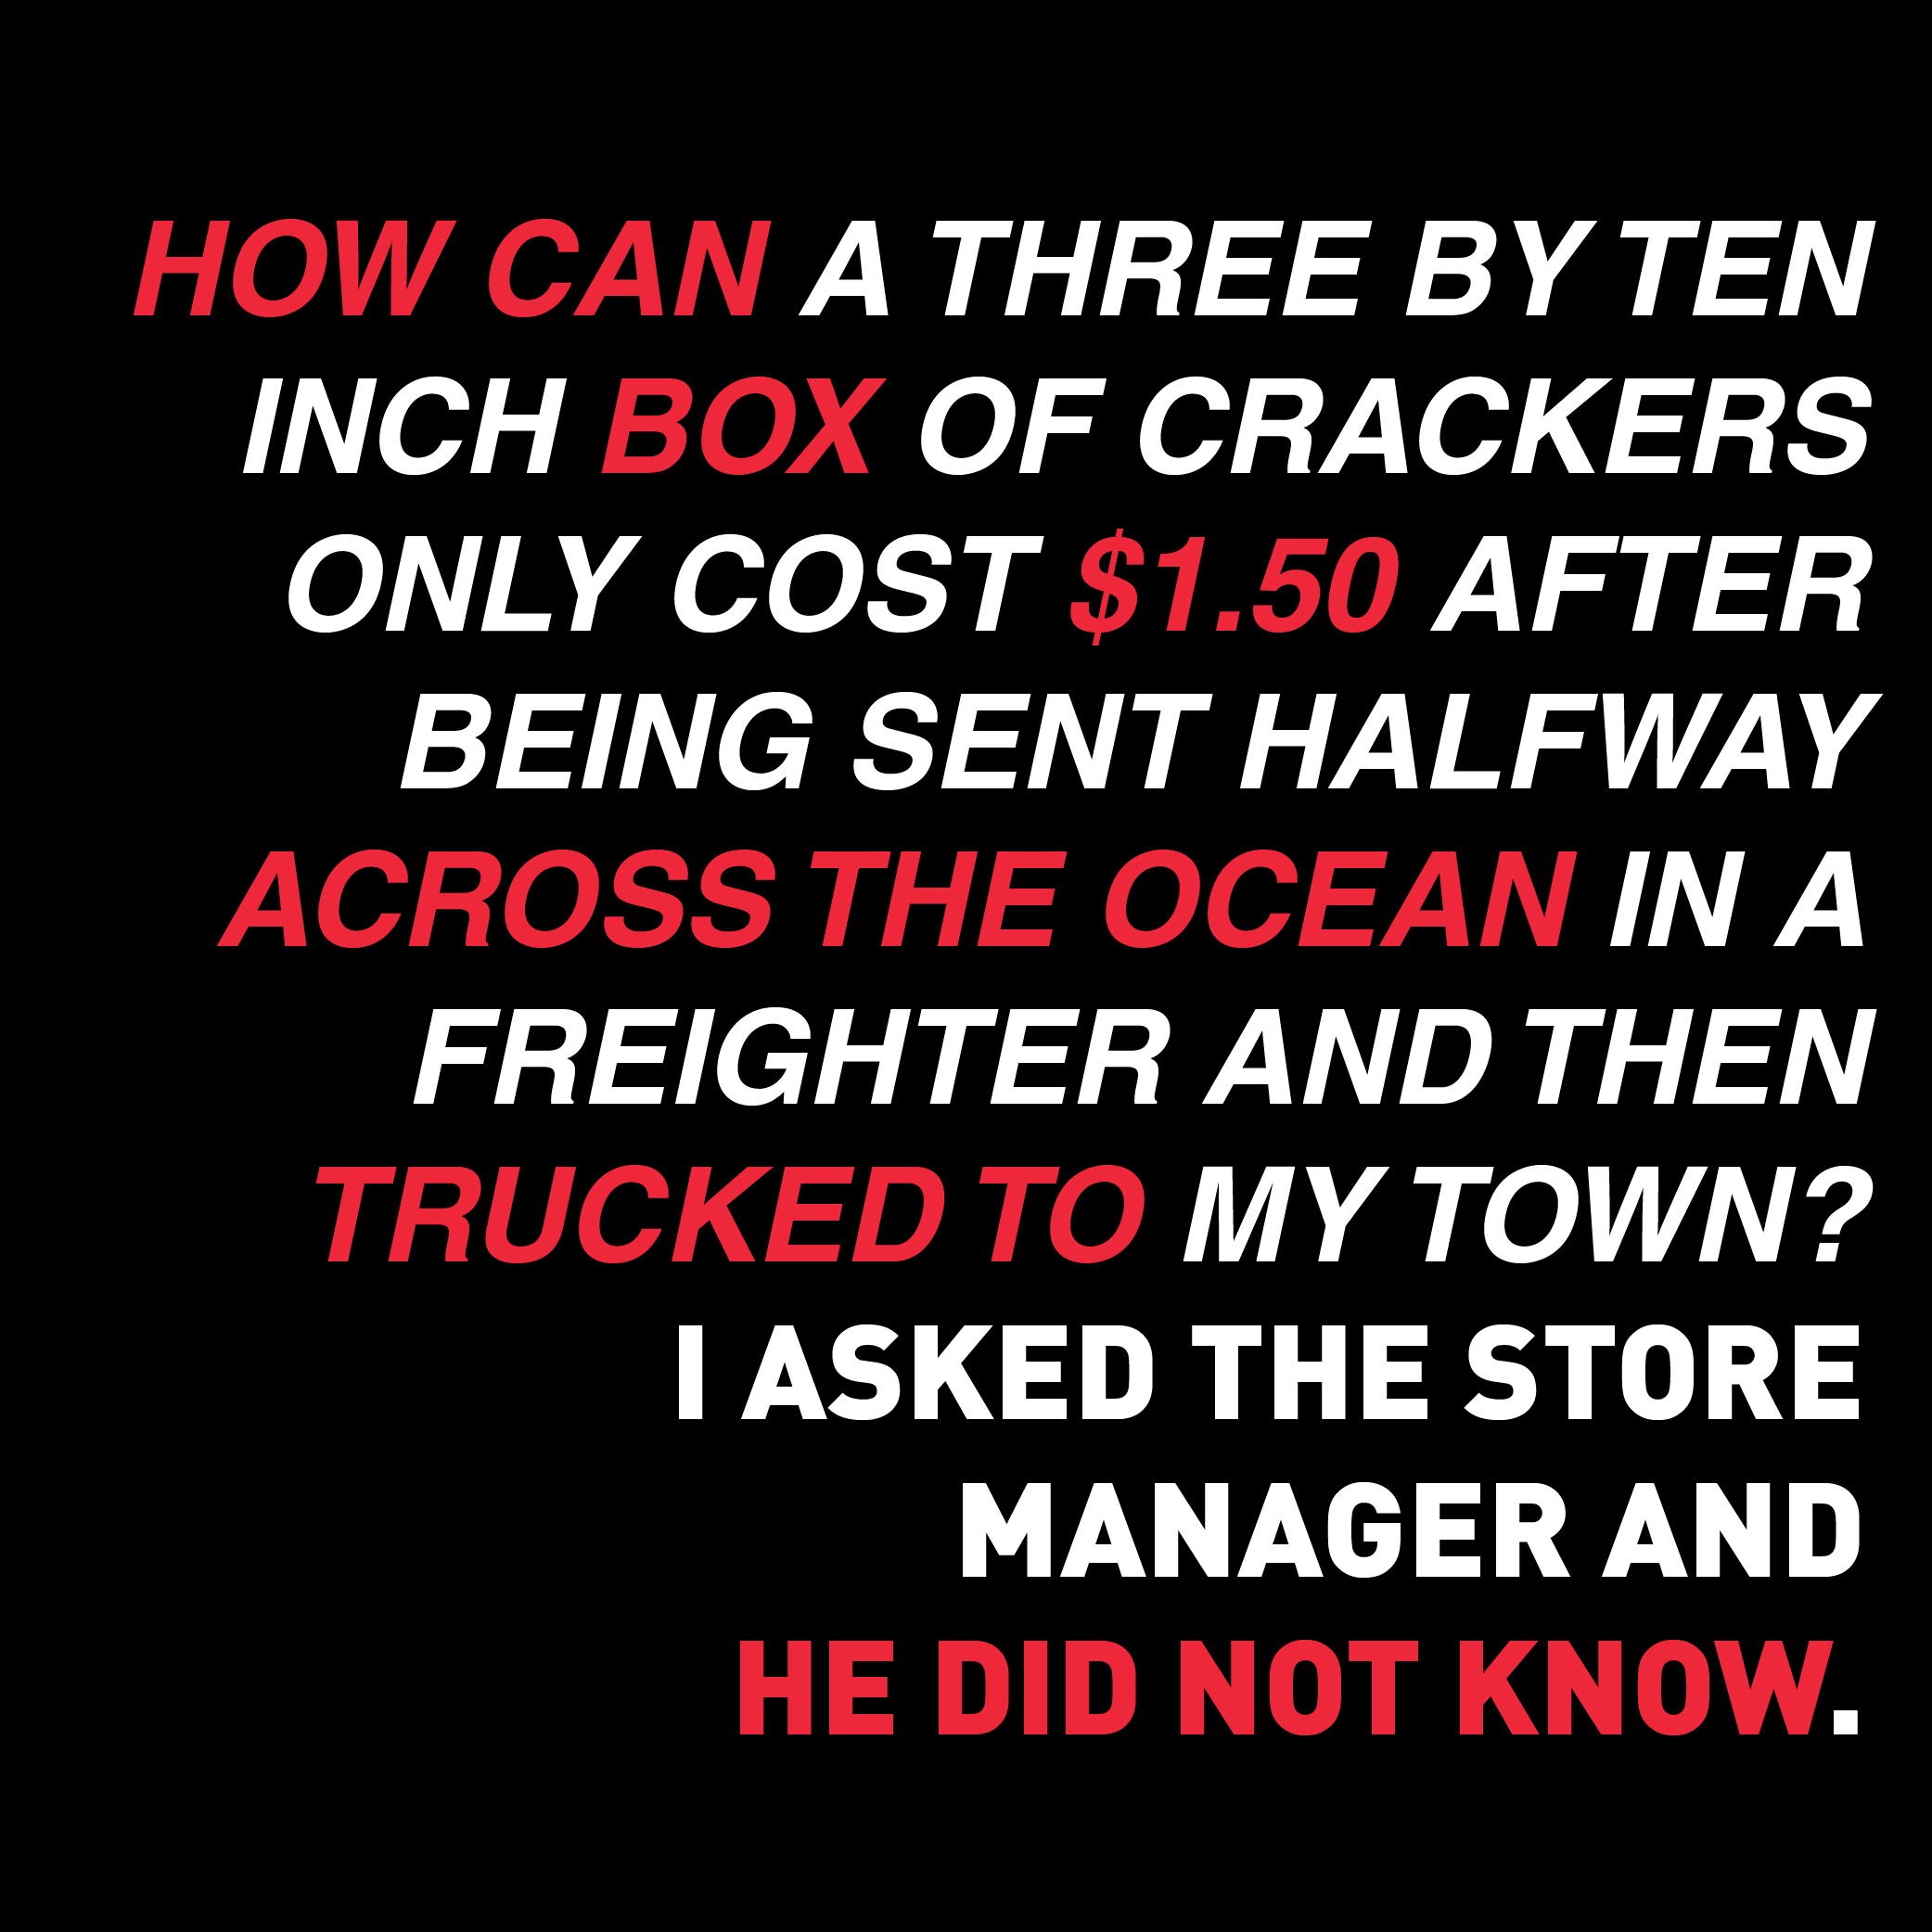 HOW CAN A THREE BY TEN
INCH BOX OF CRACKERS
ONLY COST $1.50 AFTER
BEING SENT HALFWAY
ACROSS THE OCEAN IN A
FREIGHTER AND THEN
TRUCKED TO MY TOWN?
I ASKED THE STORE
MANAGER AND
HE DID NOT KNOW.